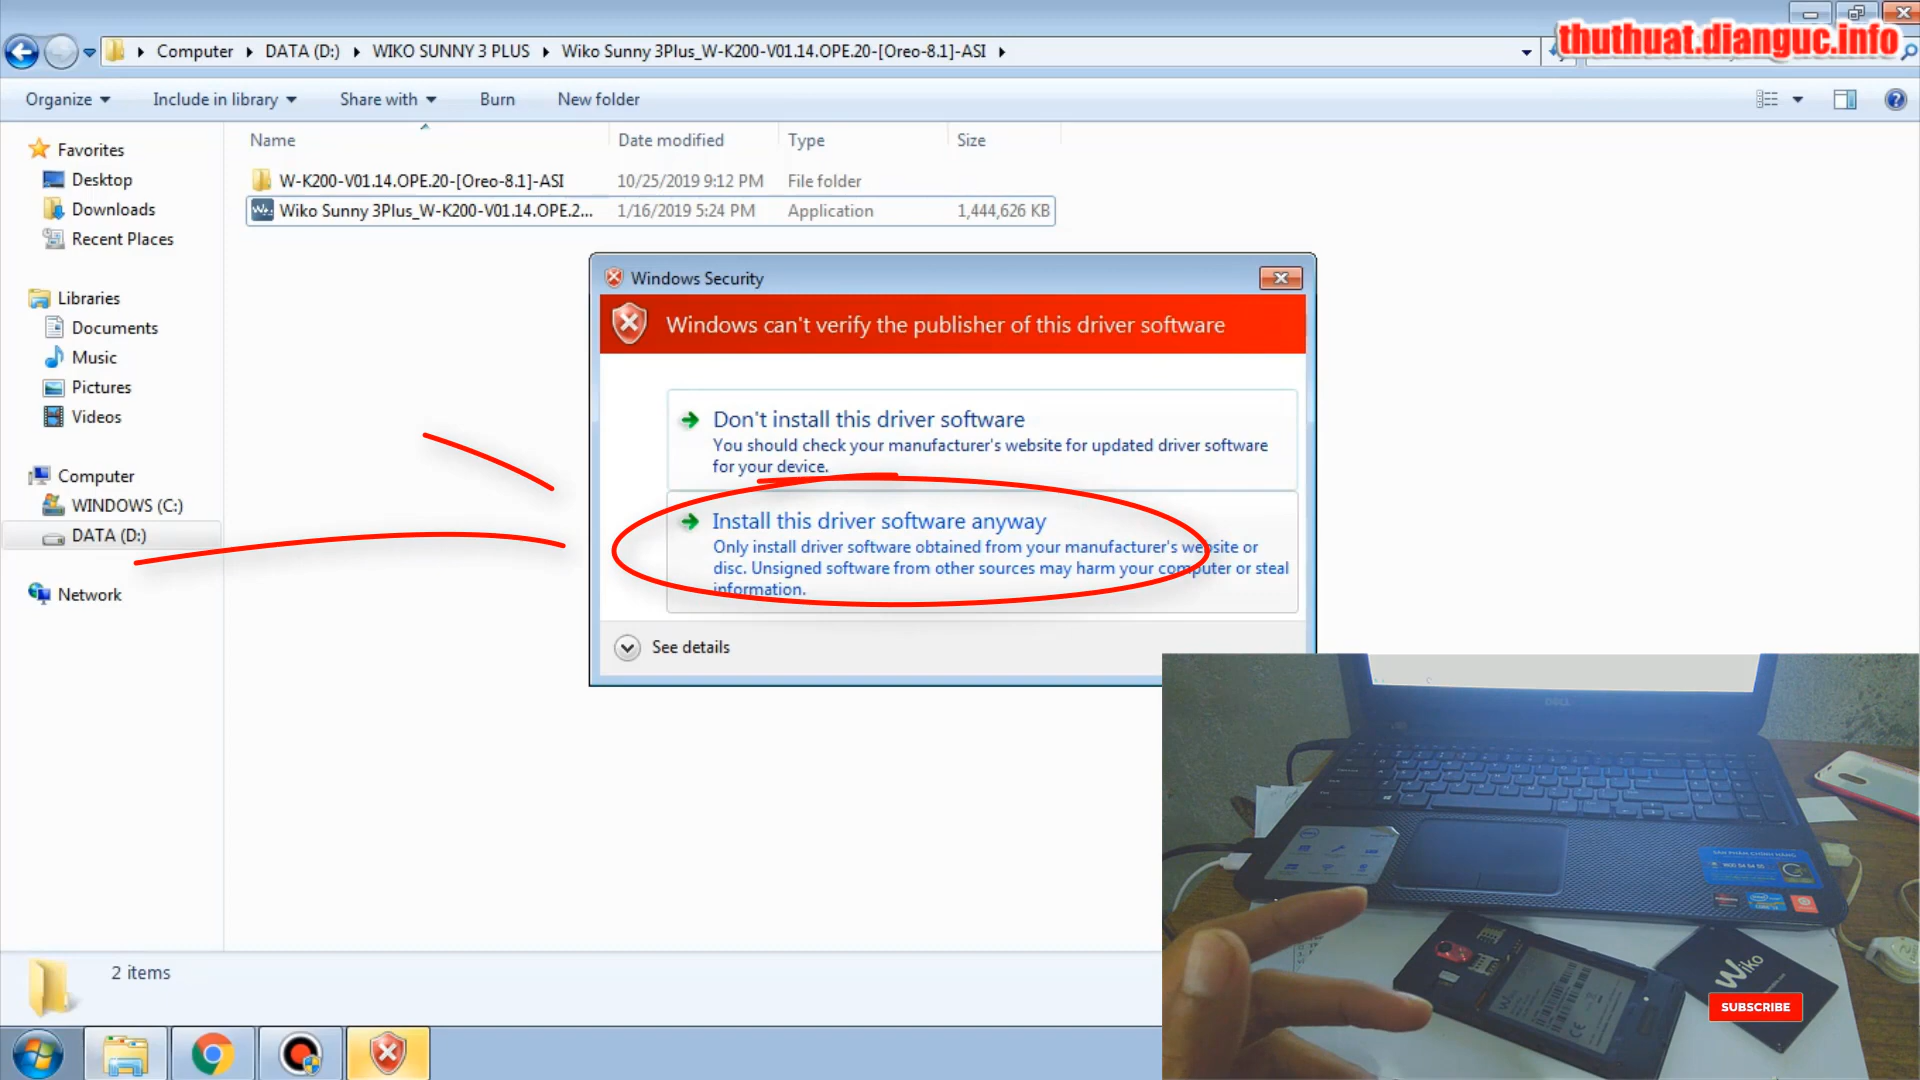 thuthuat.dianguc.info
Computer DATA (D:) WIKO SUNNY 3 PLUS Wiko Sunny 3Plus_W-K200-V01.14.OPE.20-[Oreo-8.1]-ASI
Organize Include in library Share with Burn New folder
Name Date modified Type Size
Favorites
Desktop
Downloads
Recent Places
Libraries
Documents
Music
Pictures
Videos
Computer
WINDOWS (C:)
DATA (D:)
Network
W-K200-V01.14.OPE.20-[Oreo-8.1]-ASI 10/25/2019 9:12 PM File folder
Wiko Sunny 3Plus_W-K200-V01.14.OPE.2... 1/16/2019 5:24 PM Application 1,444,626 KB
Windows Security
Windows can't verify the publisher of this driver software
Don't install this driver software
You should check your manufacturer's website for updated driver software
for your device.
Install this driver software anyway
Only install driver software obtained from your manufacturer's website or
disc. Unsigned software from other sources may harm your computer or steal
information.
See details
2 items
DELL
Wiko
SUBSCRIBE